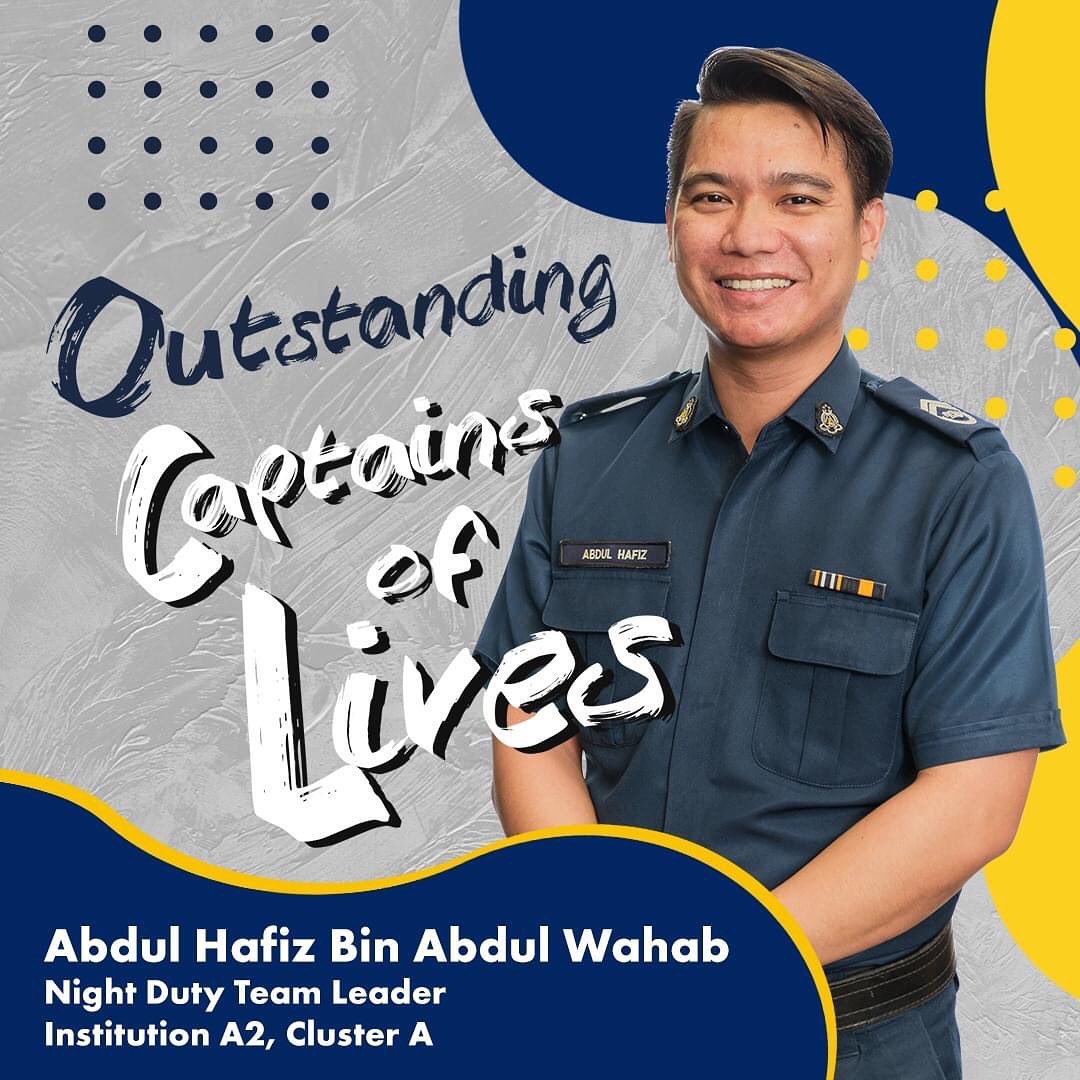 Outstanding
Captains
of
Lives
ABDUL HAFIZ
Abdul Hafiz Bin Abdul Wahab
Night Duty Team Leader
Institution A2, Cluster A